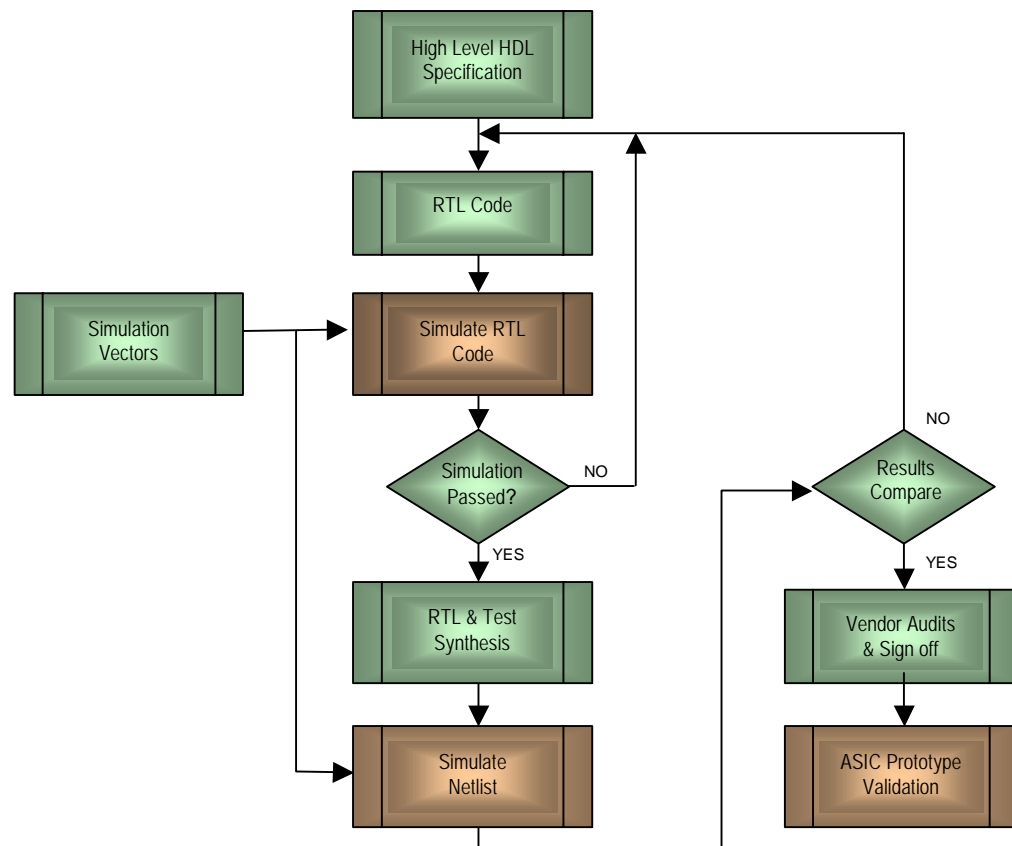 High Level HDL
Specification
RTL Code
Simulation
Vectors
Simulate RTL
Code
Simulation
Passed?
NO
YES
RTL & Test
Synthesis
Simulate
Netlist
NO
Results
Compare
YES
Vendor Audits
& Sign off
ASIC Prototype
Validation